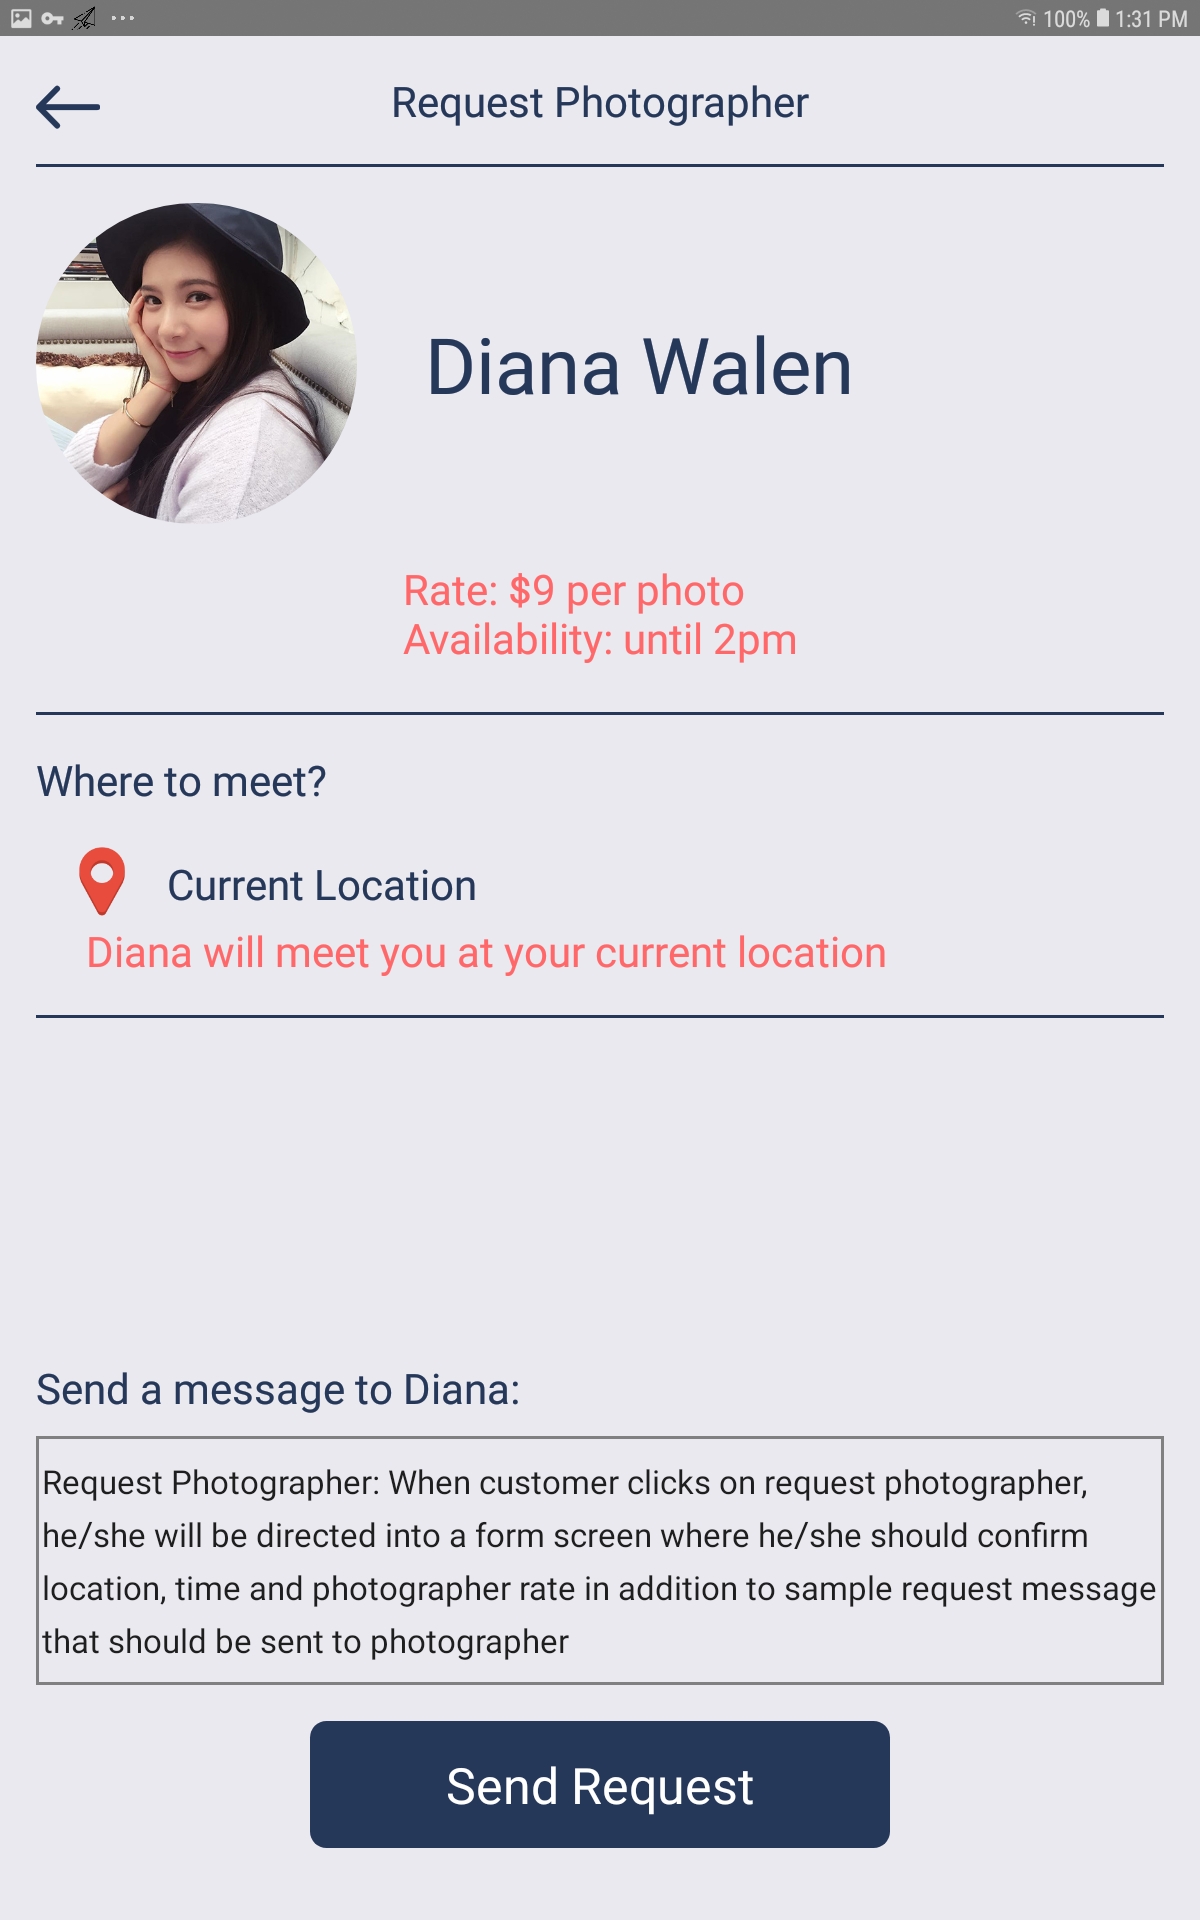 100% 1:31 PM
Request Photographer
Diana Walen
Rate: $9 per photo
Availability: until 2pm
Where to meet?
Current Location
Diana will meet you at your current location
Send a message to Diana:
Request Photographer: When customer clicks on request photographer,
he/she will be directed into a form screen where he/she should confirm
location, time and photographer rate in addition to sample request message
that should be sent to photographer
Send Request